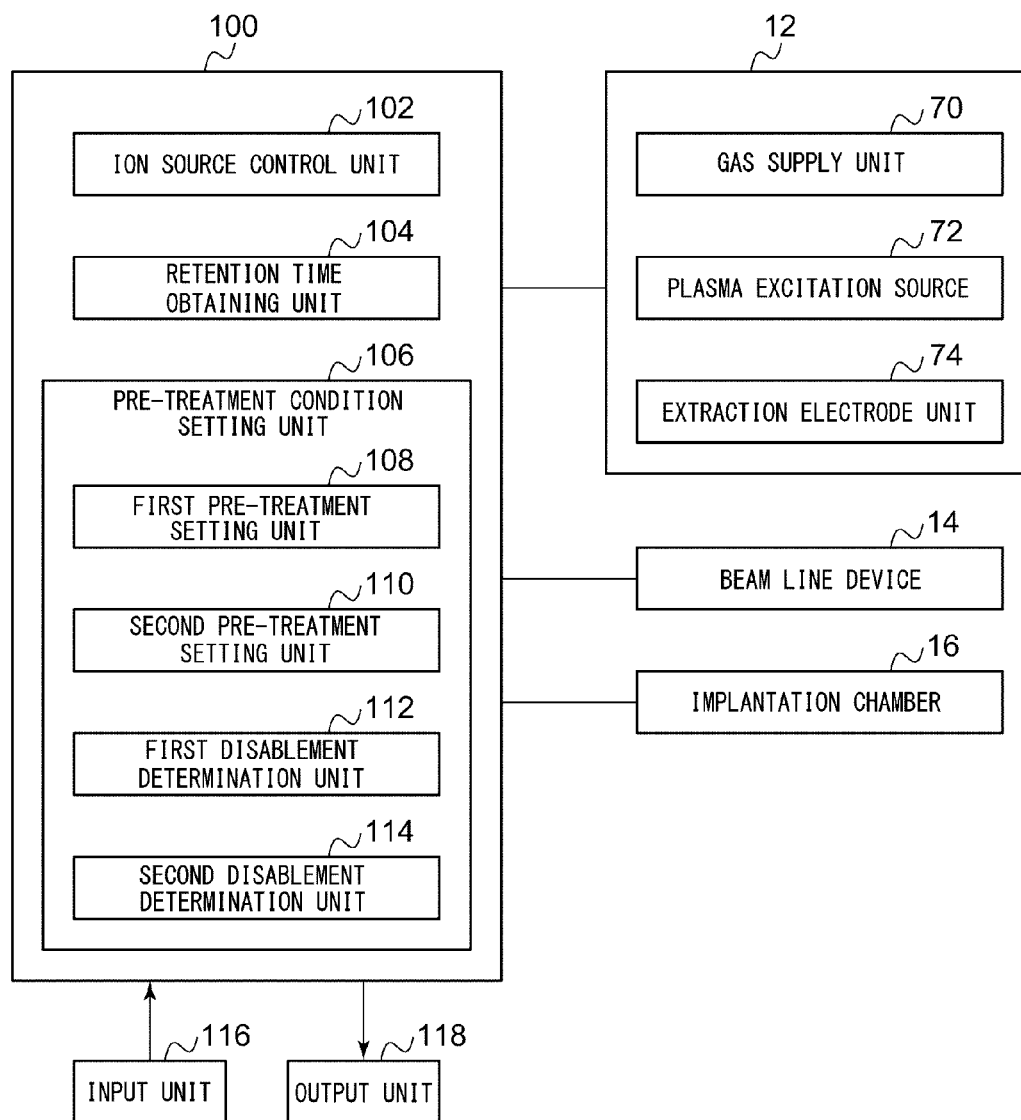 100
102
ION SOURCE CONTROL UNIT
104
RETENTION TIME
OBTAINING UNIT
106
PRE-TREATMENT CONDITION
SETTING UNIT
108
FIRST PRE-TREATMENT
SETTING UNIT
110
SECOND PRE-TREATMENT
SETTING UNIT
112
FIRST DISABLEMENT
DETERMINATION UNIT
114
SECOND DISABLEMENT
DETERMINATION UNIT
116
INPUT UNIT
118
OUTPUT UNIT
12
70
GAS SUPPLY UNIT
72
PLASMA EXCITATION SOURCE
74
EXTRACTION ELECTRODE UNIT
14
BEAM LINE DEVICE
16
IMPLANTATION CHAMBER